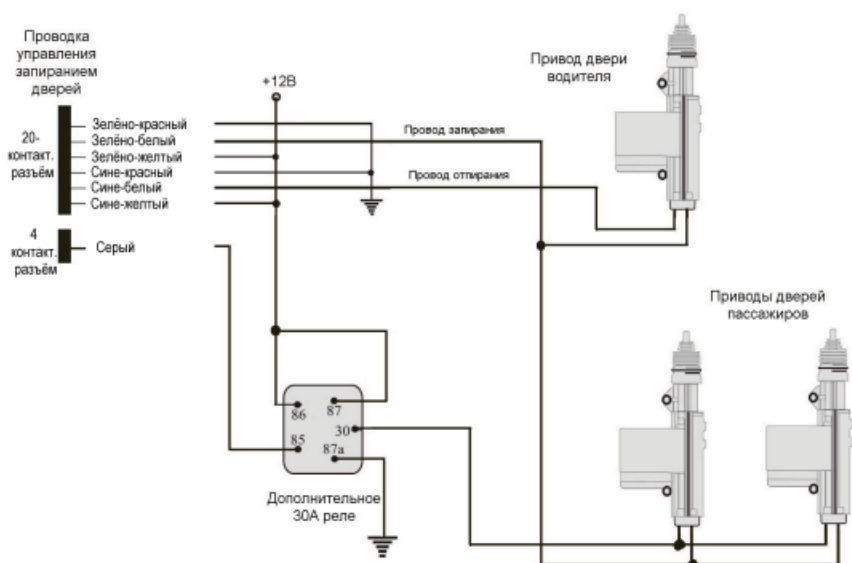 Проводка
управления
запиранием
дверей
20-
контакт.
разъём
Зелёно-красный
Зелёно-белый
Зелёно-желтый
Сине-красный
Сине-белый
Сине-желтый
4
контакт.
разъём
Серый
+12В
Провод запирания
Провод отпирания
Привод двери
водителя
Приводы дверей
пассажиров
86
87
30
85
87a
Дополнительное
30А реле